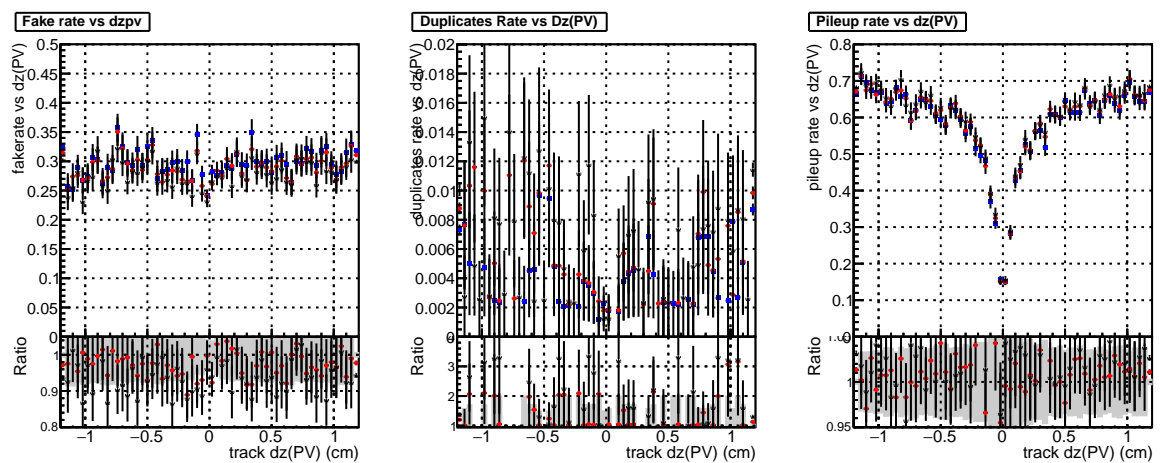 Fake rate vs dzpv
fakerate vs dz(PV)
0.5
0.45
0.4
0.35
0.3
0.25
0.2
0.15
0.1
0.05
0
Ratio
1
0.9
0.8
−1 −0.5 0 0.5 1
track dz(PV) (cm)
Duplicates Rate vs Dz(PV)
duplicates rate vs dz(PV)
0.02
0.018
0.016
0.014
0.012
0.01
0.008
0.006
0.004
0.002
0
Ratio
3
2
1
−1 −0.5 0 0.5 1
track dz(PV) (cm)
Pileup rate vs dz(PV)
pileup rate vs dz(PV)
0.8
0.7
0.6
0.5
0.4
0.3
0.2
0.1
0
Ratio
1
0.95
−1 −0.5 0 0.5 1
track dz(PV) (cm)